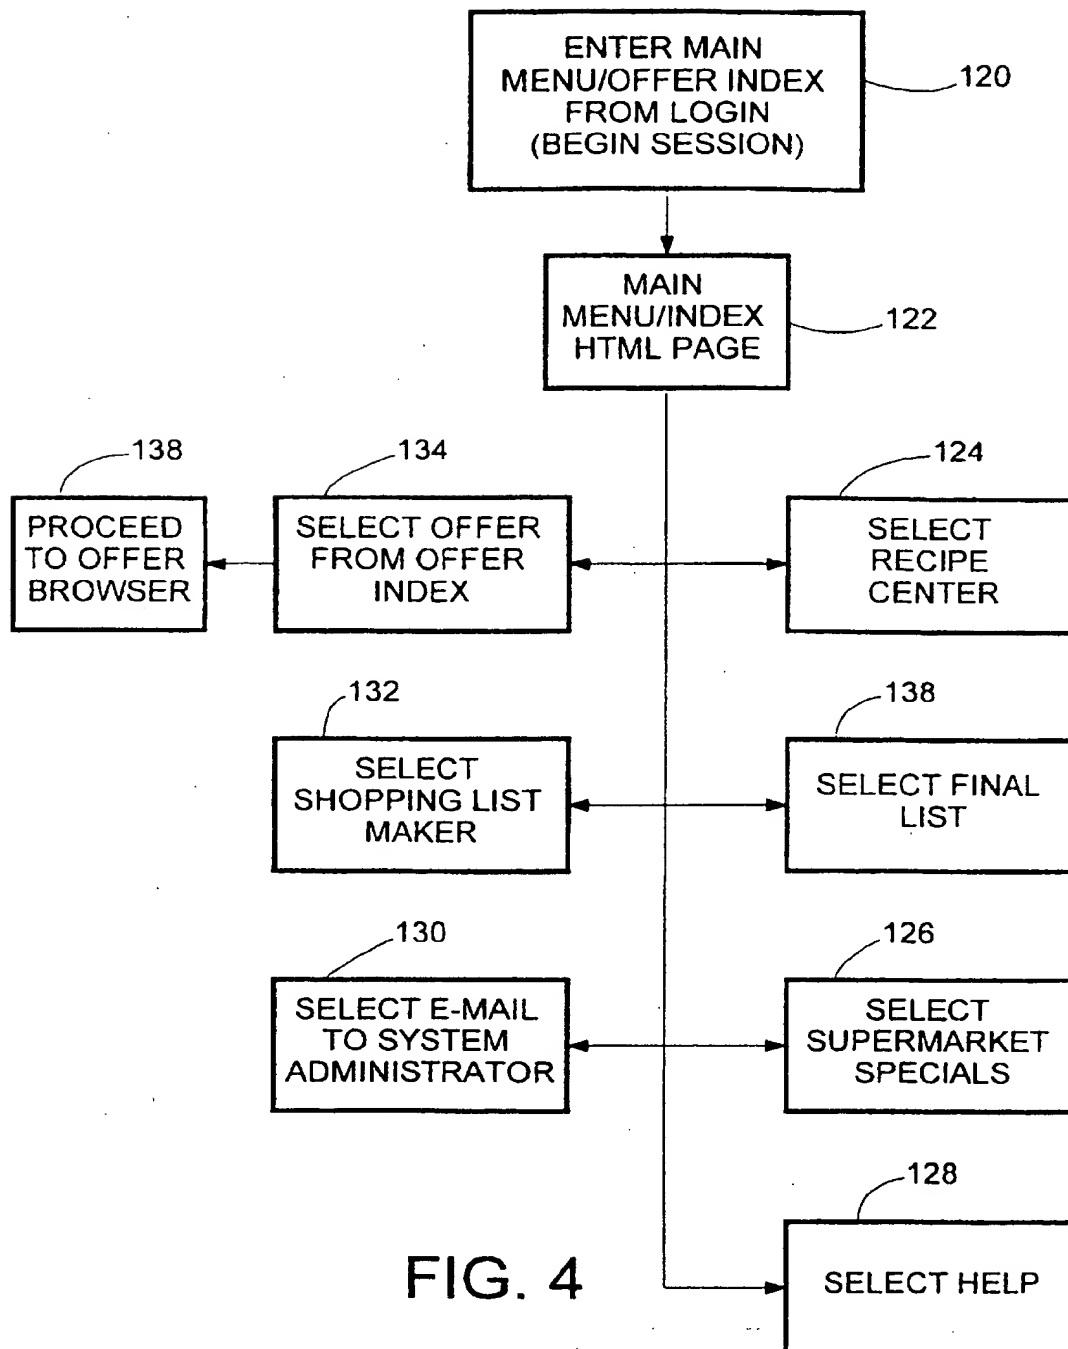 ENTER MAIN
MENU/OFFER INDEX
FROM LOGIN
(BEGIN SESSION)
120
MAIN
MENU/INDEX
HTML PAGE
122
138
PROCEED
TO OFFER
BROWSER
134
SELECT OFFER
FROM OFFER
INDEX
124
SELECT
RECIPE
CENTER
132
SELECT
SHOPPING LIST
MAKER
138
SELECT FINAL
LIST
130
SELECT E-MAIL
TO SYSTEM
ADMINISTRATOR
126
SELECT
SUPERMARKET
SPECIALS
128
SELECT HELP
FIG. 4